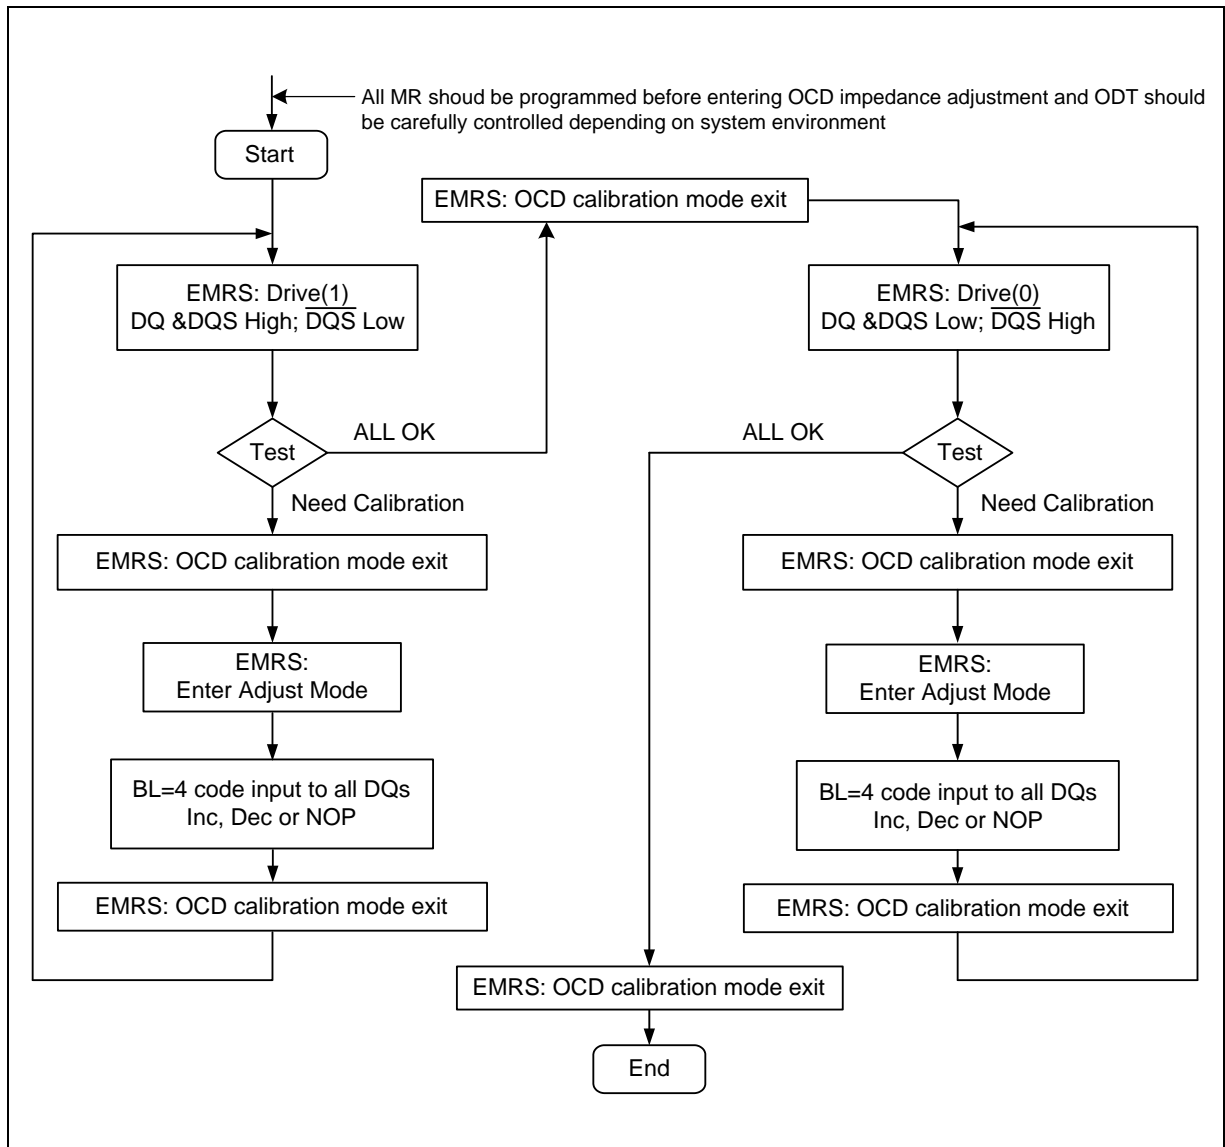 All MR shoud be programmed before entering OCD impedance adjustment and ODT should
be carefully controlled depending on system environment
Start
EMRS: OCD calibration mode exit
EMRS: Drive(1)
DQ &DQS High; D̅Q̅S̅ Low
Test
ALL OK
Need Calibration
EMRS: OCD calibration mode exit
EMRS:
Enter Adjust Mode
BL=4 code input to all DQs
Inc, Dec or NOP
EMRS: OCD calibration mode exit
EMRS: Drive(0)
DQ &DQS Low; D̅Q̅S̅ High
ALL OK
Test
Need Calibration
EMRS: OCD calibration mode exit
EMRS:
Enter Adjust Mode
BL=4 code input to all DQs
Inc, Dec or NOP
EMRS: OCD calibration mode exit
EMRS: OCD calibration mode exit
End